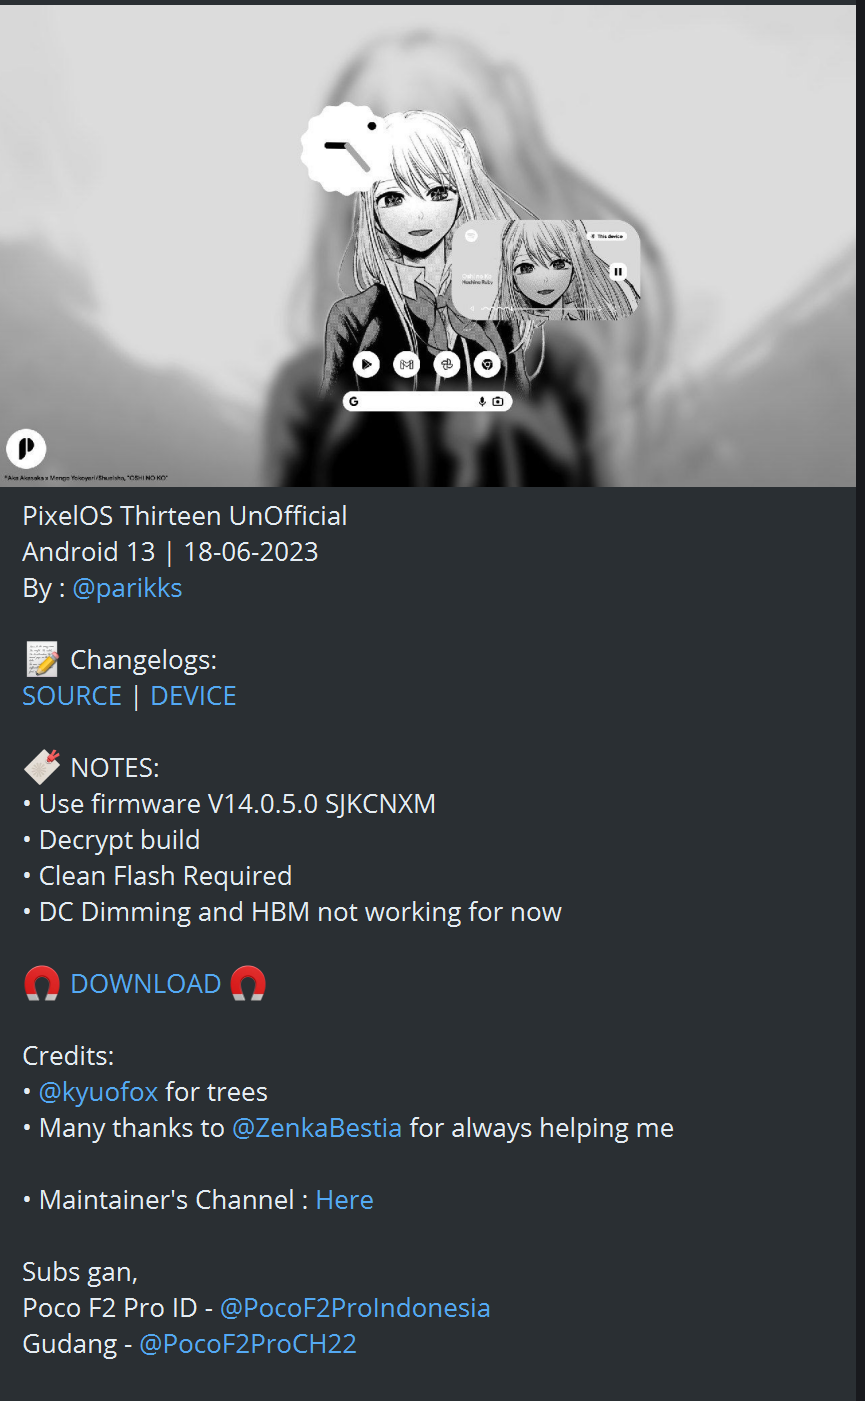 This device
Hoshino Ruby
G
"Aka Akasaka x Mengo Yokoyari/Shueisha, "OSHI NO KO"
PixelOS Thirteen UnOfficial
Android 13 | 18-06-2023
By : @parikks
Changelogs:
SOURCE | DEVICE
NOTES:
• Use firmware V14.0.5.0 SJKCNXM
• Decrypt build
• Clean Flash Required
• DC Dimming and HBM not working for now
DOWNLOAD
Credits:
• @kyuofox for trees
• Many thanks to @ZenkaBestia for always helping me
• Maintainer's Channel : Here
Subs gan,
Poco F2 Pro ID - @PocoF2ProIndonesia
Gudang - @PocoF2ProCH22